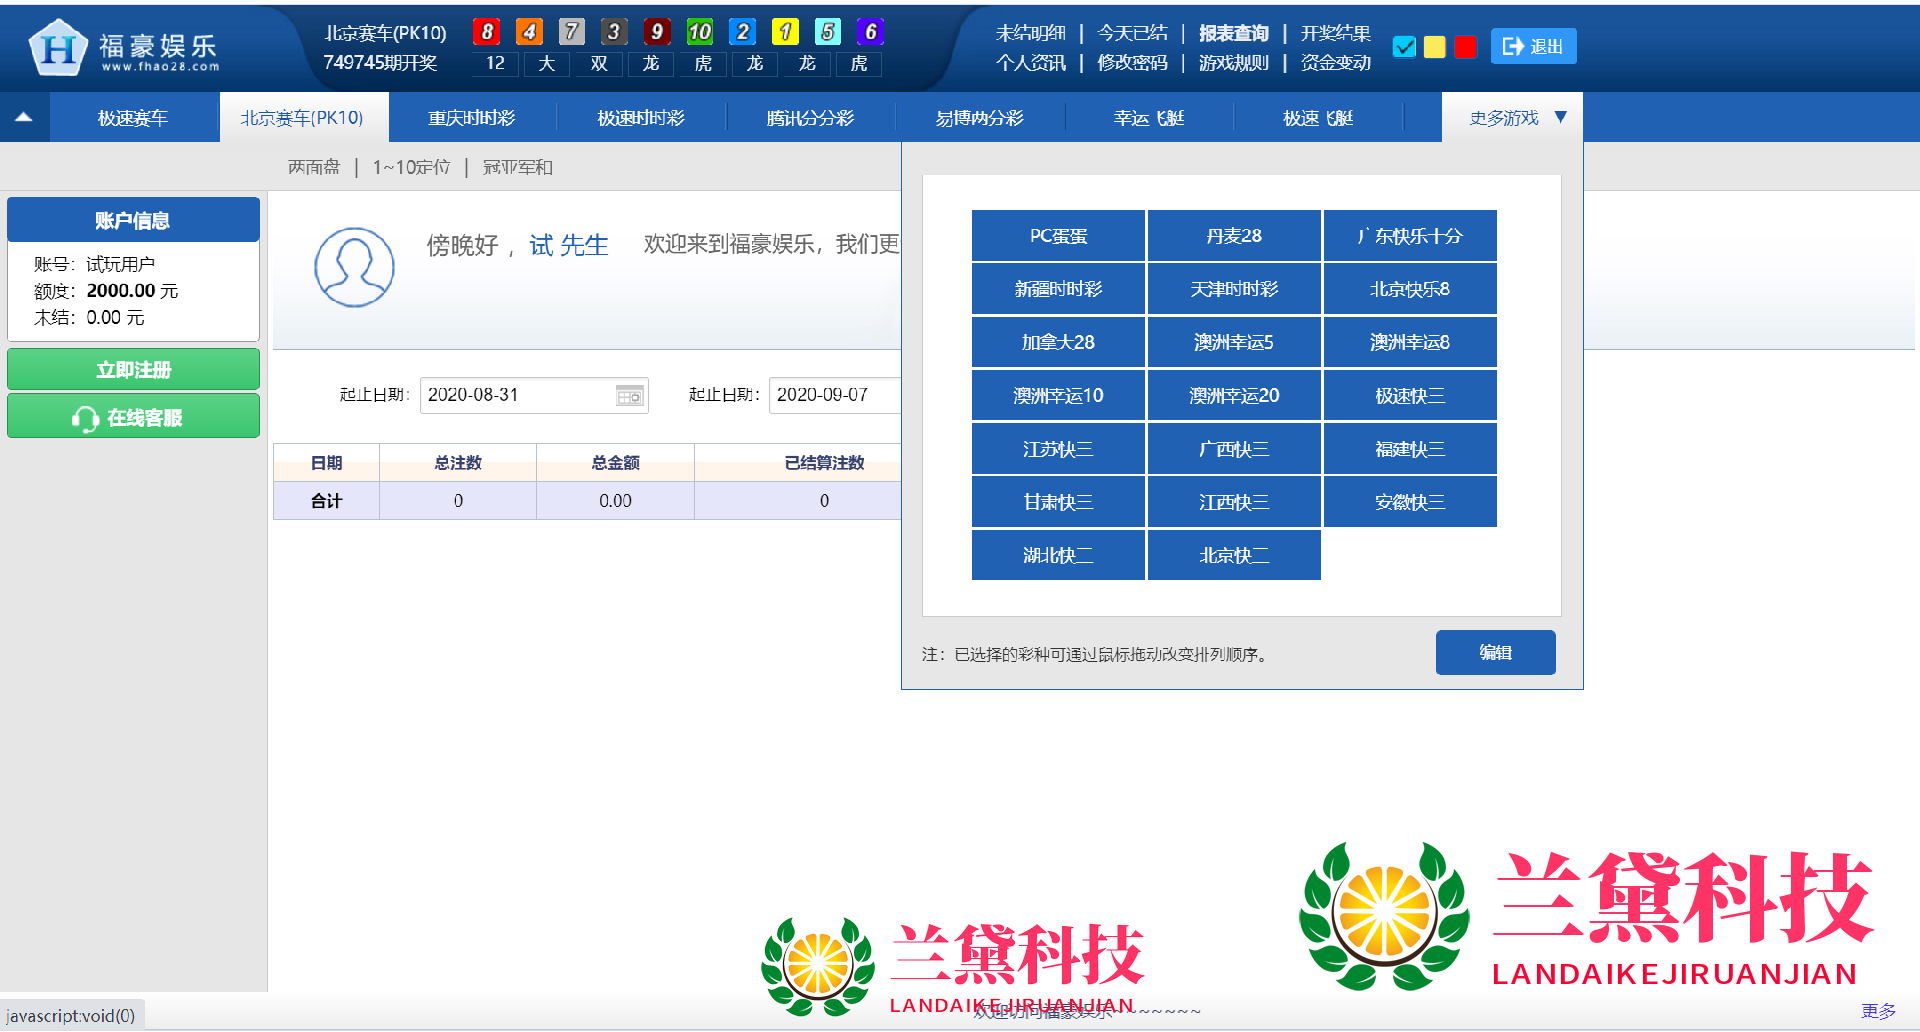 福豪娱乐
www.fhao28.com
北京赛车(PK10) 8 4 7 3 9 10 2 1 5 6
749745期开奖 12 大 双 龙 虎 龙 龙 虎
未结明细 | 今天已结 | 报表查询 | 开奖结果
个人资讯 | 修改密码 | 游戏规则 | 资金变动
退出
极速赛车 北京赛车(PK10) 重庆时时彩 极速时时彩 腾讯分分彩 易博两分彩 幸运飞艇 极速飞艇 更多游戏 ▼
两面盘 | 1~10定位 | 冠亚军和
账户信息
账号：试玩用户
额度：2000.00 元
未结：0.00 元
立即注册
在线客服
傍晚好 ， 试 先生 欢迎来到福豪娱乐，我们更
起止日期： 2020-08-31 起止日期： 2020-09-07
日期 总注数 总金额 已结算注数
合计 0 0.00 0
PC蛋蛋 丹麦28 广东快乐十分
新疆时时彩 天津时时彩 北京快乐8
加拿大28 澳洲幸运5 澳洲幸运8
澳洲幸运10 澳洲幸运20 极速快三
江苏快三 广西快三 福建快三
甘肃快三 江西快三 安徽快三
湖北快三 北京快三
注：已选择的彩种可通过鼠标拖动改变排列顺序。
编辑
兰黛科技
LANDAIKEJIRUANJIAN
兰黛科技
LANDAIKEJIRUANJIAN
欢迎访问福豪娱乐~~~~~~~~
更多
javascript:void(0)